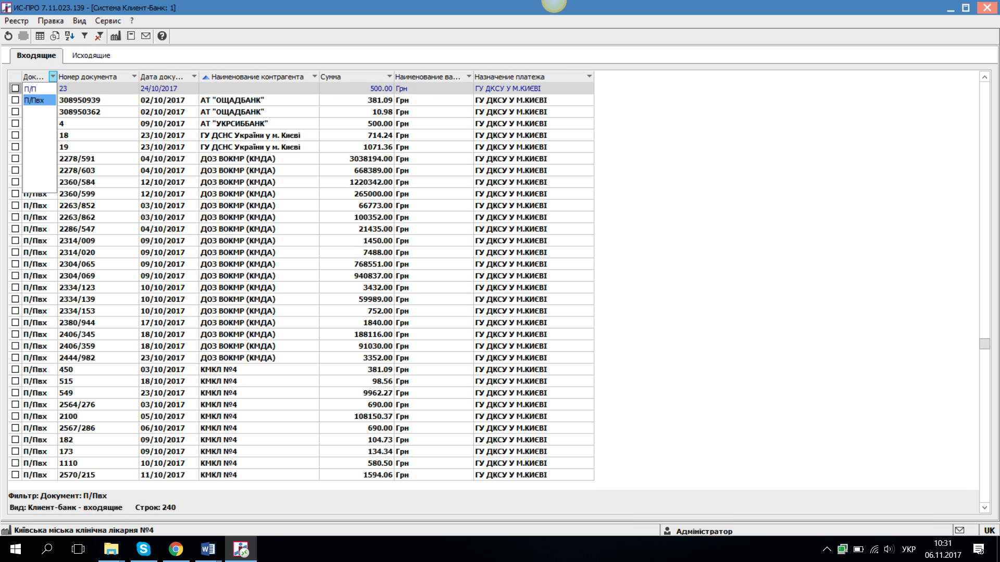 ИС-ПРО 7.11.023.139 - [Система Клиент-Банк: 1]
Реестр Правка Вид Сервис ?
Входящие Исходящие
Док... Номер документа Дата доку... Наименование контрагента Сумма Наименование ва... Назначение платежа
П/П 23 24/10/2017 500.00 Грн ГУ ДКСУ У М.КИЄВІ
П/Пвх 308950939 02/10/2017 АТ "ОЩАДБАНК" 381.09 Грн ГУ ДКСУ У М.КИЄВІ
308950362 02/10/2017 АТ "ОЩАДБАНК" 10.98 Грн ГУ ДКСУ У М.КИЄВІ
4 09/10/2017 АТ "УКРСИББАНК" 500.00 Грн ГУ ДКСУ У М.КИЄВІ
18 23/10/2017 ГУ ДСНС України у м. Києві 714.24 Грн ГУ ДКСУ У М.КИЄВІ
19 23/10/2017 ГУ ДСНС України у м. Києві 1071.36 Грн ГУ ДКСУ У М.КИЄВІ
2278/591 04/10/2017 ДОЗ ВОКМР (КМДА) 3038194.00 Грн ГУ ДКСУ У М.КИЄВІ
2278/603 04/10/2017 ДОЗ ВОКМР (КМДА) 668389.00 Грн ГУ ДКСУ У М.КИЄВІ
2360/584 12/10/2017 ДОЗ ВОКМР (КМДА) 1220342.00 Грн ГУ ДКСУ У М.КИЄВІ
П/Пвх 2360/599 12/10/2017 ДОЗ ВОКМР (КМДА) 265000.00 Грн ГУ ДКСУ У М.КИЄВІ
П/Пвх 2263/852 03/10/2017 ДОЗ ВОКМР (КМДА) 66773.00 Грн ГУ ДКСУ У М.КИЄВІ
П/Пвх 2263/862 03/10/2017 ДОЗ ВОКМР (КМДА) 100352.00 Грн ГУ ДКСУ У М.КИЄВІ
П/Пвх 2286/547 04/10/2017 ДОЗ ВОКМР (КМДА) 21435.00 Грн ГУ ДКСУ У М.КИЄВІ
П/Пвх 2314/009 09/10/2017 ДОЗ ВОКМР (КМДА) 1450.00 Грн ГУ ДКСУ У М.КИЄВІ
П/Пвх 2314/020 09/10/2017 ДОЗ ВОКМР (КМДА) 7488.00 Грн ГУ ДКСУ У М.КИЄВІ
П/Пвх 2304/065 09/10/2017 ДОЗ ВОКМР (КМДА) 768551.00 Грн ГУ ДКСУ У М.КИЄВІ
П/Пвх 2304/069 09/10/2017 ДОЗ ВОКМР (КМДА) 940837.00 Грн ГУ ДКСУ У М.КИЄВІ
П/Пвх 2334/123 10/10/2017 ДОЗ ВОКМР (КМДА) 3432.00 Грн ГУ ДКСУ У М.КИЄВІ
П/Пвх 2334/139 10/10/2017 ДОЗ ВОКМР (КМДА) 59989.00 Грн ГУ ДКСУ У М.КИЄВІ
П/Пвх 2334/153 10/10/2017 ДОЗ ВОКМР (КМДА) 752.00 Грн ГУ ДКСУ У М.КИЄВІ
П/Пвх 2380/944 17/10/2017 ДОЗ ВОКМР (КМДА) 1840.00 Грн ГУ ДКСУ У М.КИЄВІ
П/Пвх 2406/345 18/10/2017 ДОЗ ВОКМР (КМДА) 188116.00 Грн ГУ ДКСУ У М.КИЄВІ
П/Пвх 2406/359 18/10/2017 ДОЗ ВОКМР (КМДА) 91030.00 Грн ГУ ДКСУ У М.КИЄВІ
П/Пвх 2444/982 23/10/2017 ДОЗ ВОКМР (КМДА) 3352.00 Грн ГУ ДКСУ У М.КИЄВІ
П/Пвх 450 03/10/2017 КМКЛ №4 381.09 Грн ГУ ДКСУ У М.КИЄВІ
П/Пвх 515 18/10/2017 КМКЛ №4 98.56 Грн ГУ ДКСУ У М.КИЄВІ
П/Пвх 549 23/10/2017 КМКЛ №4 9962.27 Грн ГУ ДКСУ У М.КИЄВІ
П/Пвх 2564/276 03/10/2017 КМКЛ №4 690.00 Грн ГУ ДКСУ У М.КИЄВІ
П/Пвх 2100 05/10/2017 КМКЛ №4 108150.37 Грн ГУ ДКСУ У М.КИЄВІ
П/Пвх 2567/286 06/10/2017 КМКЛ №4 690.00 Грн ГУ ДКСУ У М.КИЄВІ
П/Пвх 182 09/10/2017 КМКЛ №4 104.73 Грн ГУ ДКСУ У М.КИЄВІ
П/Пвх 173 09/10/2017 КМКЛ №4 134.34 Грн ГУ ДКСУ У М.КИЄВІ
П/Пвх 1110 10/10/2017 КМКЛ №4 580.50 Грн ГУ ДКСУ У М.КИЄВІ
П/Пвх 2570/215 11/10/2017 КМКЛ №4 1594.06 Грн ГУ ДКСУ У М.КИЄВІ
Фильтр: Документ: П/Пвх
Вид: Клиент-банк - входящие Строк: 240
Київська міська клінічна лікарня №4 Адміністратор UK
УКР 10:31
06.11.2017